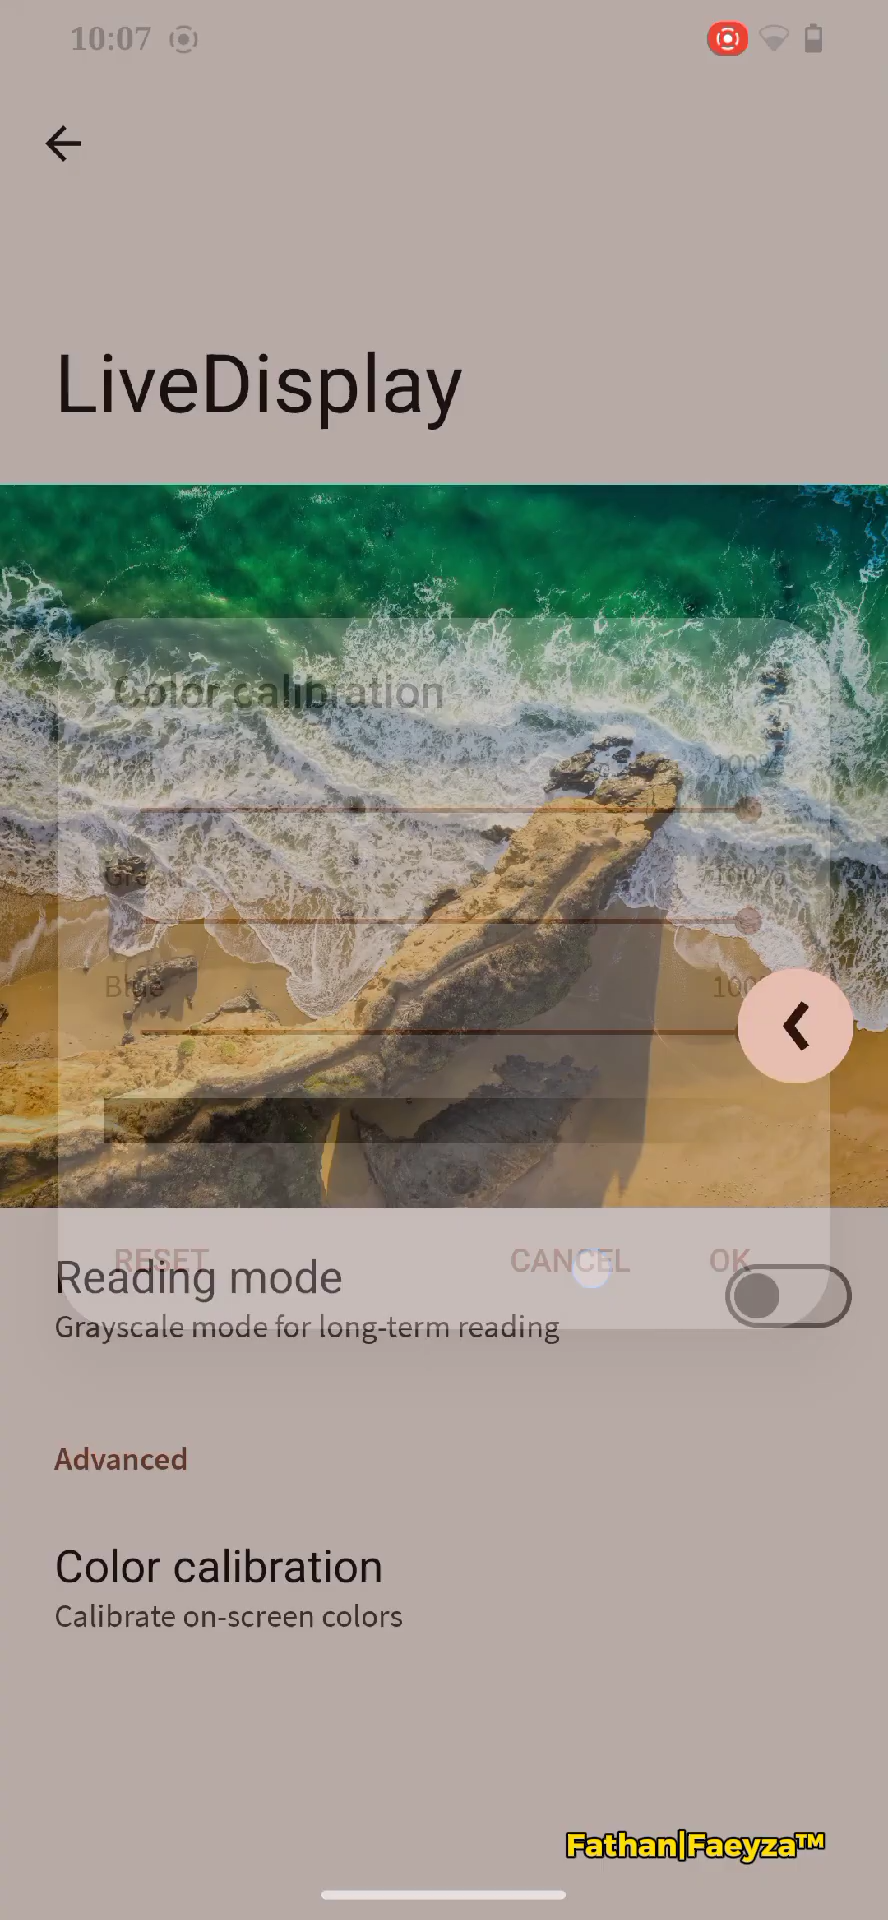 10:07
LiveDisplay
Color calibration
100%
100%
Blue
RESET
CANCEL
OK
Reading mode
Grayscale mode for long-term reading
Advanced
Color calibration
Calibrate on-screen colors
Fathan|Faeyza™